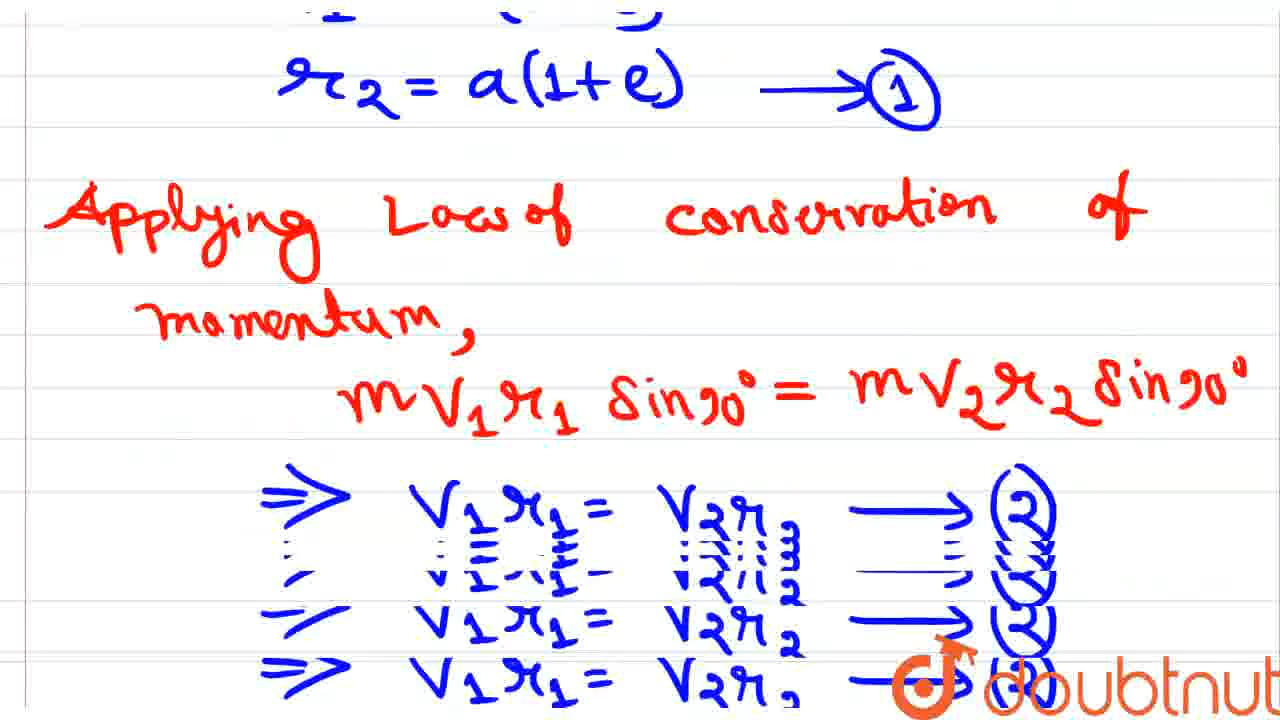 r₂ = a(1+e) → ①
Applying Law of conservation of
momentum,
mv₁r₁ sin90° = mv₂r₂ sin90°
⇒ v₁r₁ = v₂r₂ → ②
v₁r₁ = v₂r₂ → ②
⇒ v₁r₁ = v₂r₂ →
doubtnut